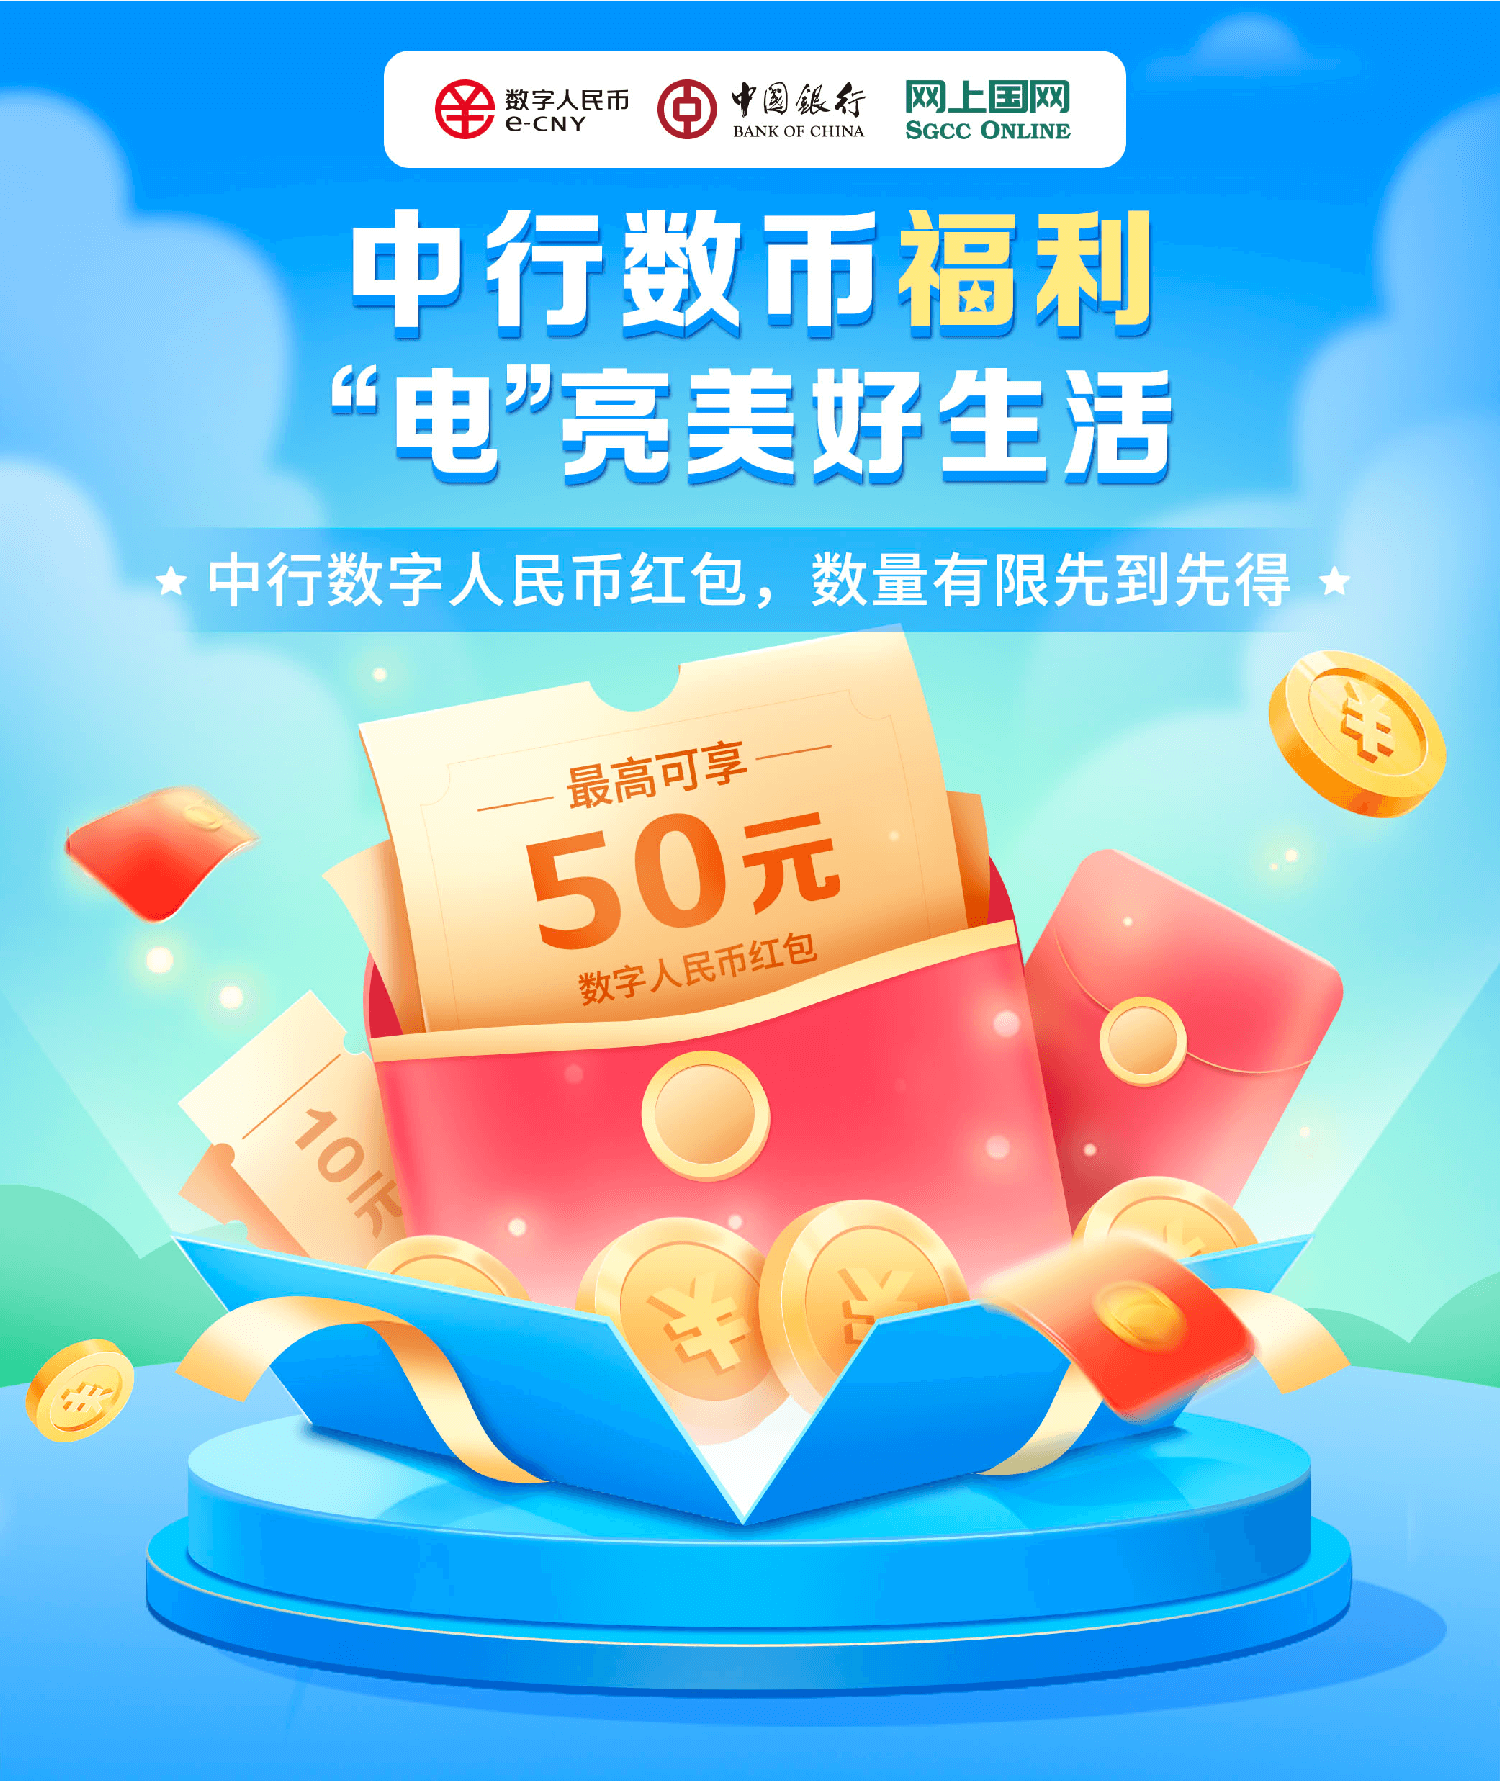 数字人民币
e-CNY
中国银行
BANK OF CHINA
网上国网
SGCC ONLINE
中行数币福利
“电”亮美好生活
中行数字人民币红包，数量有限先到先得
最高可享
50元
数字人民币红包
10元